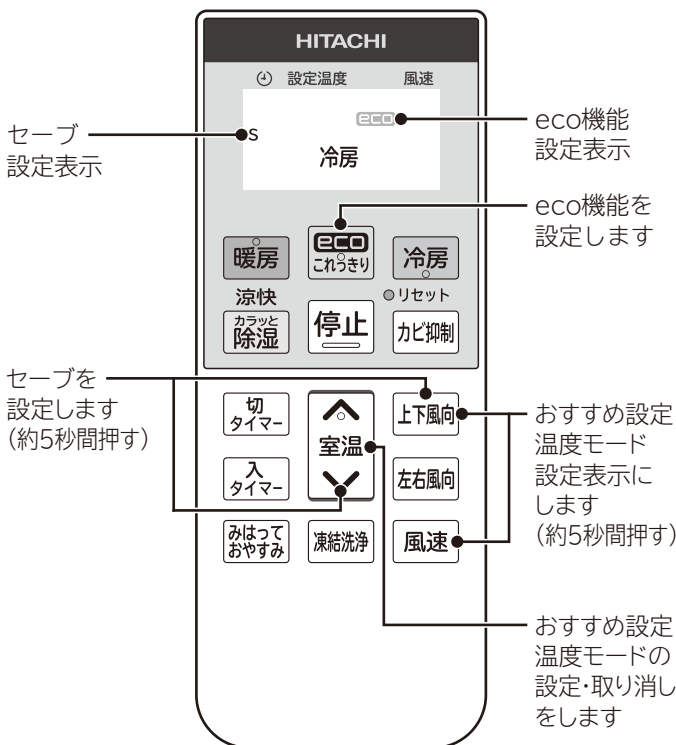 HITACHI
設定温度 風速
eco
s
冷房
セーブ
設定表示
eco機能
設定表示
eco機能を
設定します
暖房
eco
これっきり
冷房
涼快
カラッと
除湿
停止
リセット
カビ抑制
セーブを
設定します
(約5秒間押す)
切
タイマー
室温
上下風向
入
タイマー
左右風向
みはって
おやすみ
凍結洗浄
風速
おすすめ設定
温度モード
設定表示に
します
(約5秒間押す)
おすすめ設定
温度モードの
設定・取り消し
をします